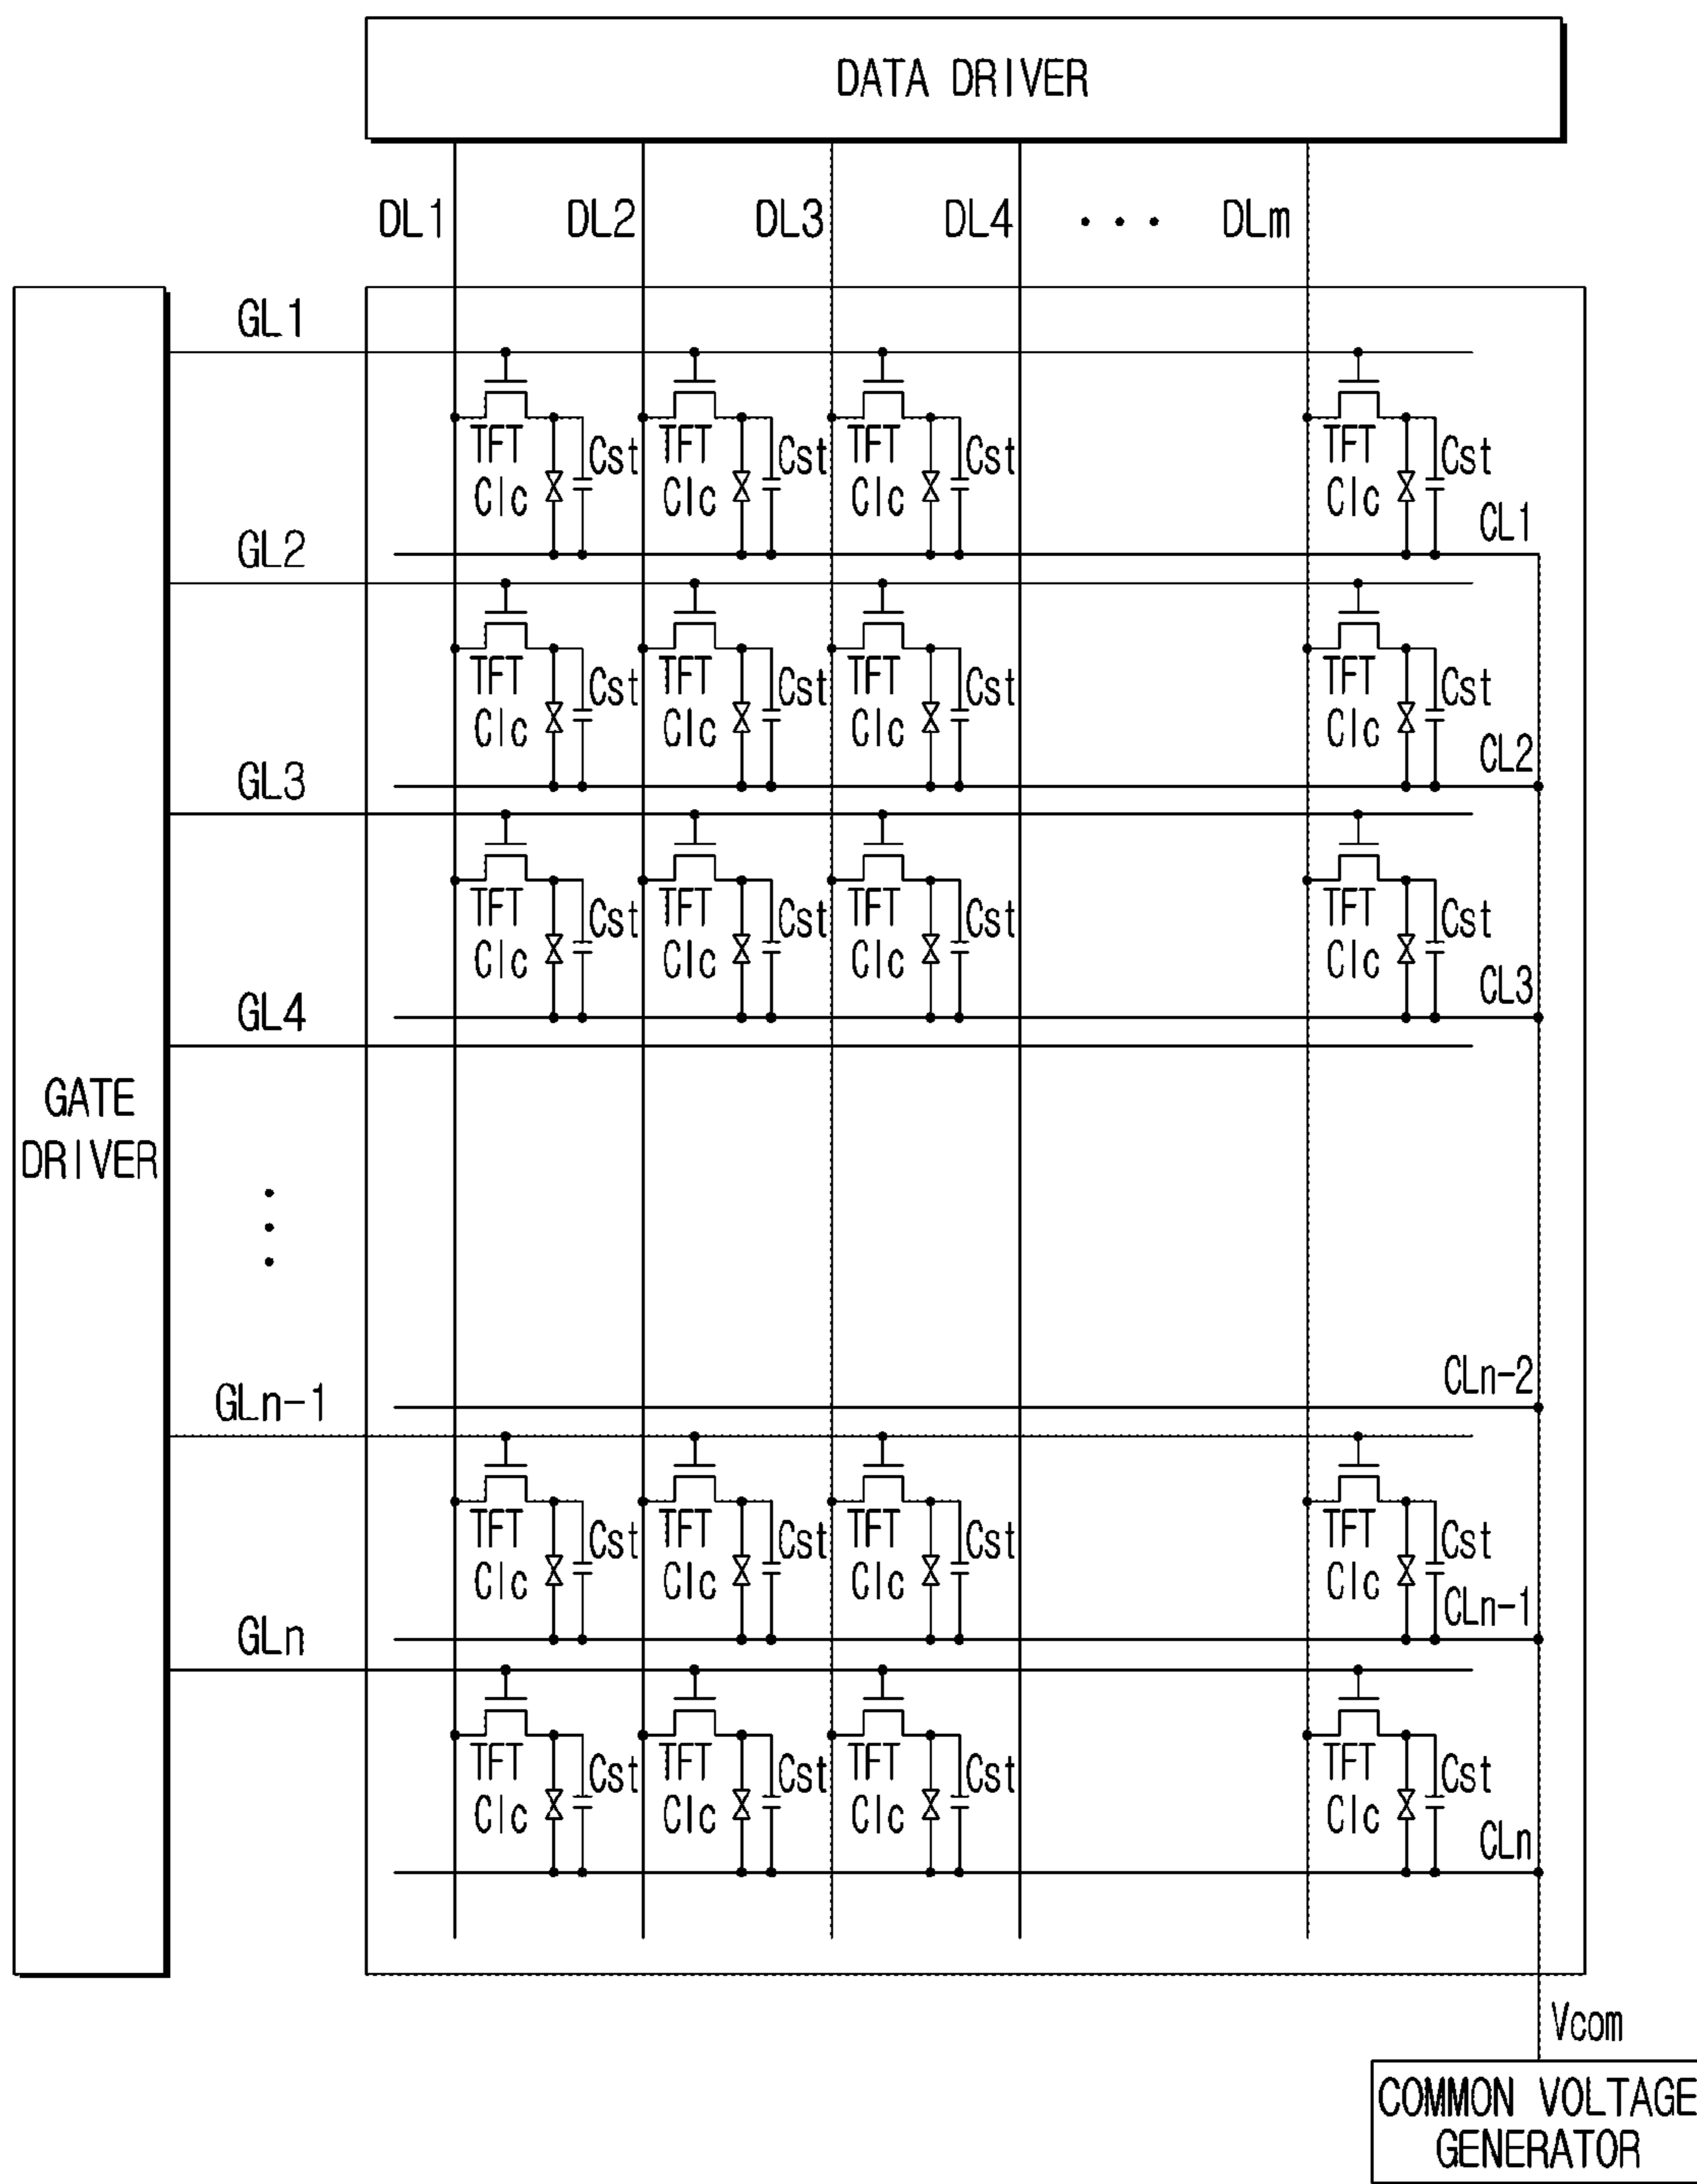 DATA DRIVER
DL1 DL2 DL3 DL4 ... DLm
GL1
TFT Cst TFT Cst TFT Cst TFT Cst
Clc Clc Clc Clc CL1
GL2
TFT Cst TFT Cst TFT Cst TFT Cst
Clc Clc Clc Clc CL2
GL3
TFT Cst TFT Cst TFT Cst TFT Cst
Clc Clc Clc Clc CL3
GL4
GATE
DRIVER
CLn-2
GLn-1
TFT Cst TFT Cst TFT Cst TFT Cst
Clc Clc Clc Clc CLn-1
GLn
TFT Cst TFT Cst TFT Cst TFT Cst
Clc Clc Clc Clc CLn
Vcom
COMMON VOLTAGE
GENERATOR